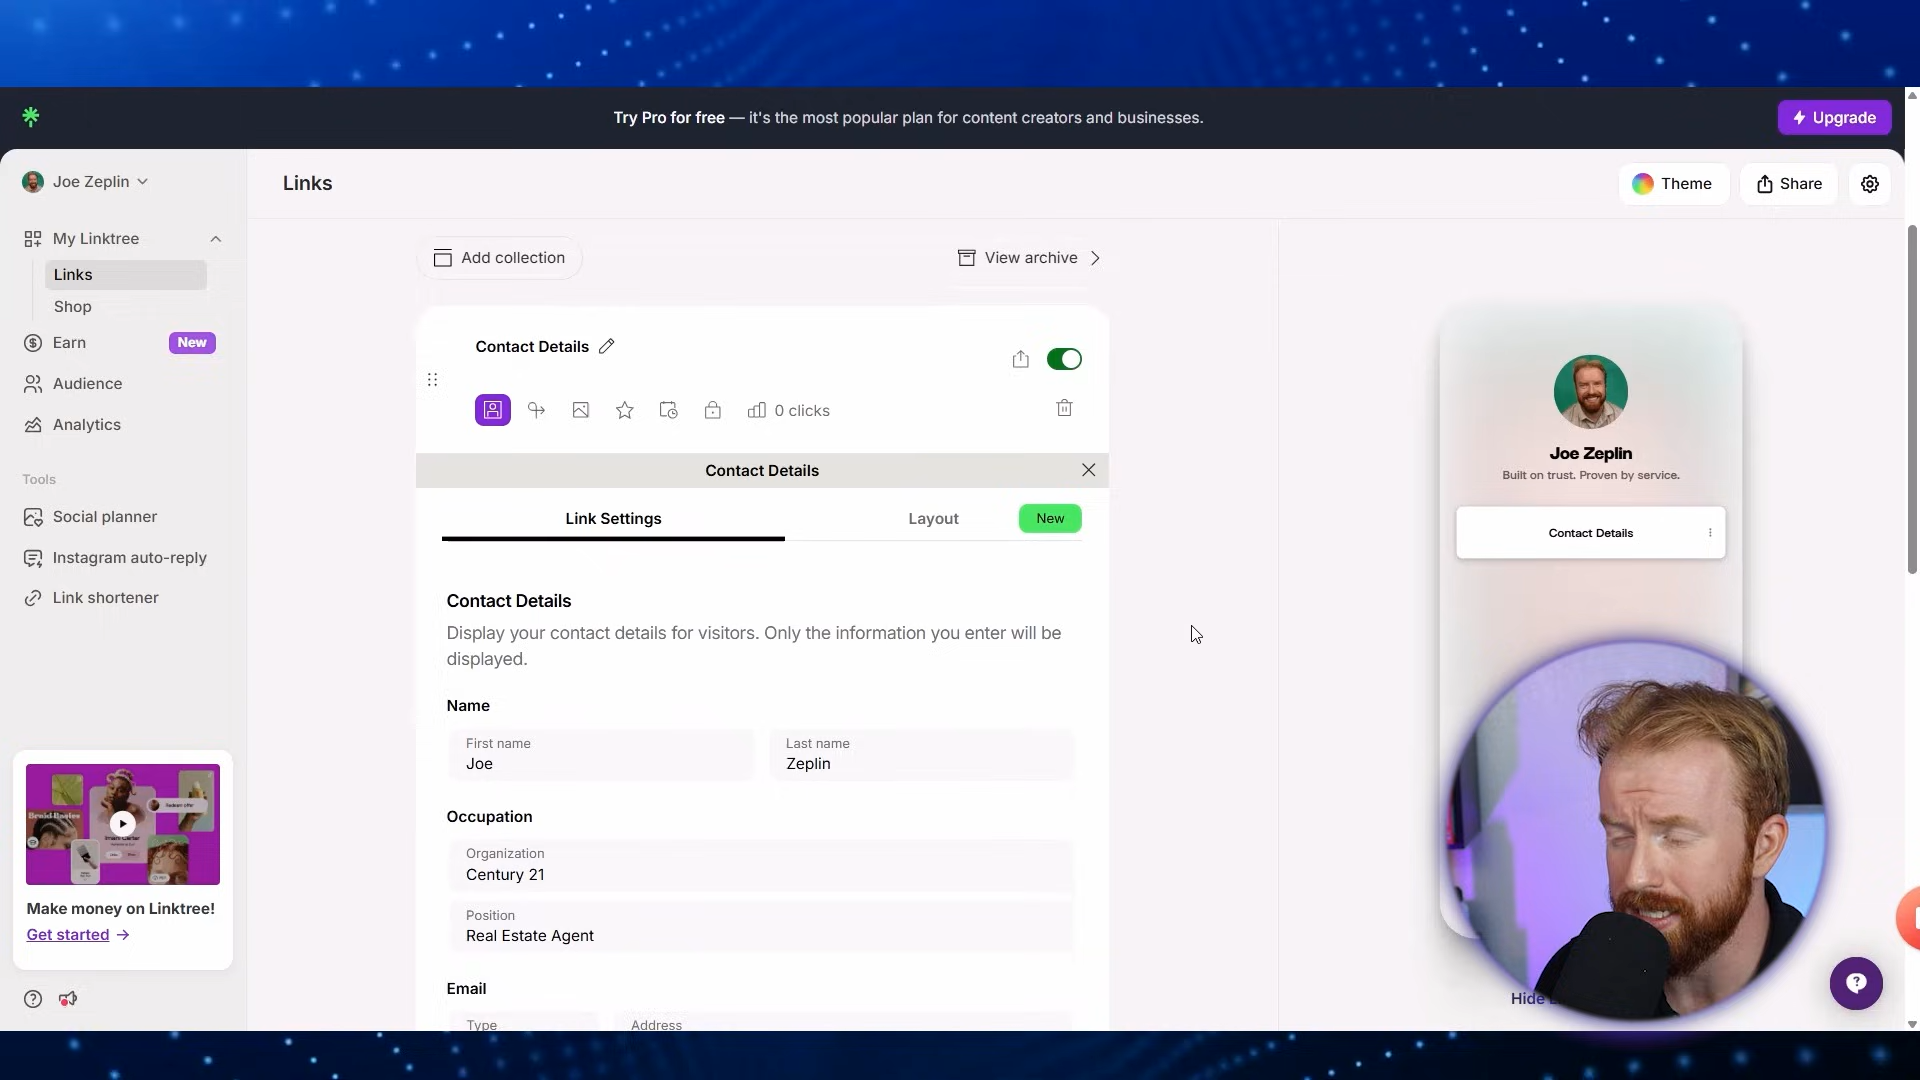 Try Pro for free — it's the most popular plan for content creators and businesses.
Upgrade
Joe Zeplin
My Linktree
Links
Shop
Earn
New
Audience
Analytics
Tools
Social planner
Instagram auto-reply
Link shortener
Make money on Linktree!
Get started →
Links
Theme
Share
Add collection
View archive
Contact Details
0 clicks
Contact Details
Link Settings
Layout
New
Contact Details
Display your contact details for visitors. Only the information you enter will be
displayed.
Name
First name
Joe
Last name
Zeplin
Occupation
Organization
Century 21
Position
Real Estate Agent
Email
Type
Address
Joe Zeplin
Built on trust. Proven by service.
Contact Details
Hide